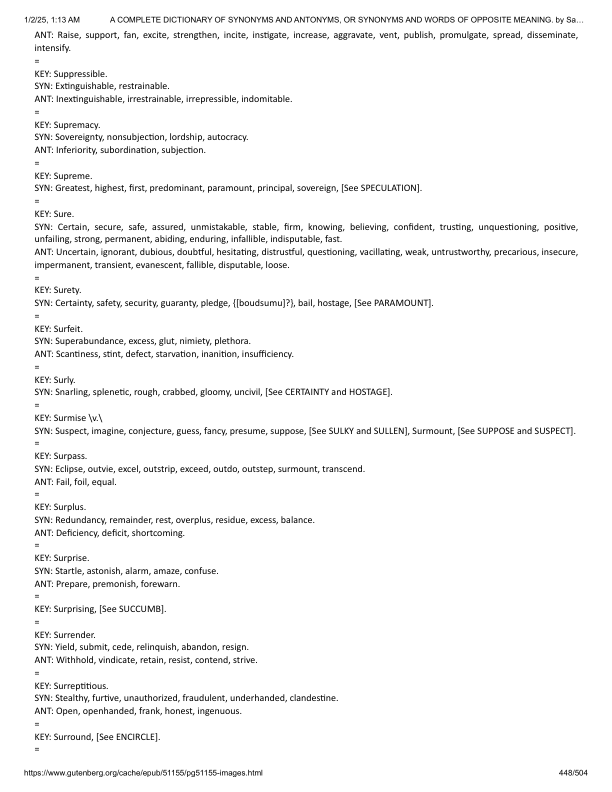 1/2/25, 1:13 AM A COMPLETE DICTIONARY OF SYNONYMS AND ANTONYMS, OR SYNONYMS AND WORDS OF OPPOSITE MEANING. by Sa…
ANT: Raise, support, fan, excite, strengthen, incite, instigate, increase, aggravate, vent, publish, promulgate, spread, disseminate,
intensify.
=
KEY: Suppressible.
SYN: Extinguishable, restrainable.
ANT: Inextinguishable, irrestrainable, irrepressible, indomitable.
=
KEY: Supremacy.
SYN: Sovereignty, nonsubjection, lordship, autocracy.
ANT: Inferiority, subordination, subjection.
=
KEY: Supreme.
SYN: Greatest, highest, first, predominant, paramount, principal, sovereign, [See SPECULATION].
=
KEY: Sure.
SYN: Certain, secure, safe, assured, unmistakable, stable, firm, knowing, believing, confident, trusting, unquestioning, positive,
unfailing, strong, permanent, abiding, enduring, infallible, indisputable, fast.
ANT: Uncertain, ignorant, dubious, doubtful, hesitating, distrustful, questioning, vacillating, weak, untrustworthy, precarious, insecure,
impermanent, transient, evanescent, fallible, disputable, loose.
=
KEY: Surety.
SYN: Certainty, safety, security, guaranty, pledge, {[boudsumu]?}, bail, hostage, [See PARAMOUNT].
=
KEY: Surfeit.
SYN: Superabundance, excess, glut, nimiety, plethora.
ANT: Scantiness, stint, defect, starvation, inanition, insufficiency.
=
KEY: Surly.
SYN: Snarling, splenetic, rough, crabbed, gloomy, uncivil, [See CERTAINTY and HOSTAGE].
=
KEY: Surmise \v.\
SYN: Suspect, imagine, conjecture, guess, fancy, presume, suppose, [See SULKY and SULLEN], Surmount, [See SUPPOSE and SUSPECT].
=
KEY: Surpass.
SYN: Eclipse, outvie, excel, outstrip, exceed, outdo, outstep, surmount, transcend.
ANT: Fail, foil, equal.
=
KEY: Surplus.
SYN: Redundancy, remainder, rest, overplus, residue, excess, balance.
ANT: Deficiency, deficit, shortcoming.
=
KEY: Surprise.
SYN: Startle, astonish, alarm, amaze, confuse.
ANT: Prepare, premonish, forewarn.
=
KEY: Surprising, [See SUCCUMB].
=
KEY: Surrender.
SYN: Yield, submit, cede, relinquish, abandon, resign.
ANT: Withhold, vindicate, retain, resist, contend, strive.
=
KEY: Surreptitious.
SYN: Stealthy, furtive, unauthorized, fraudulent, underhanded, clandestine.
ANT: Open, openhanded, frank, honest, ingenuous.
=
KEY: Surround, [See ENCIRCLE].
=
https://www.gutenberg.org/cache/epub/51155/pg51155-images.html 448/504